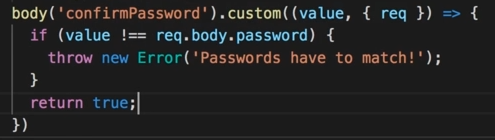 body('confirmPassword').custom((value, { req }) => {
  if (value !== req.body.password) {
    throw new Error('Passwords have to match!');
  }
  return true;
})